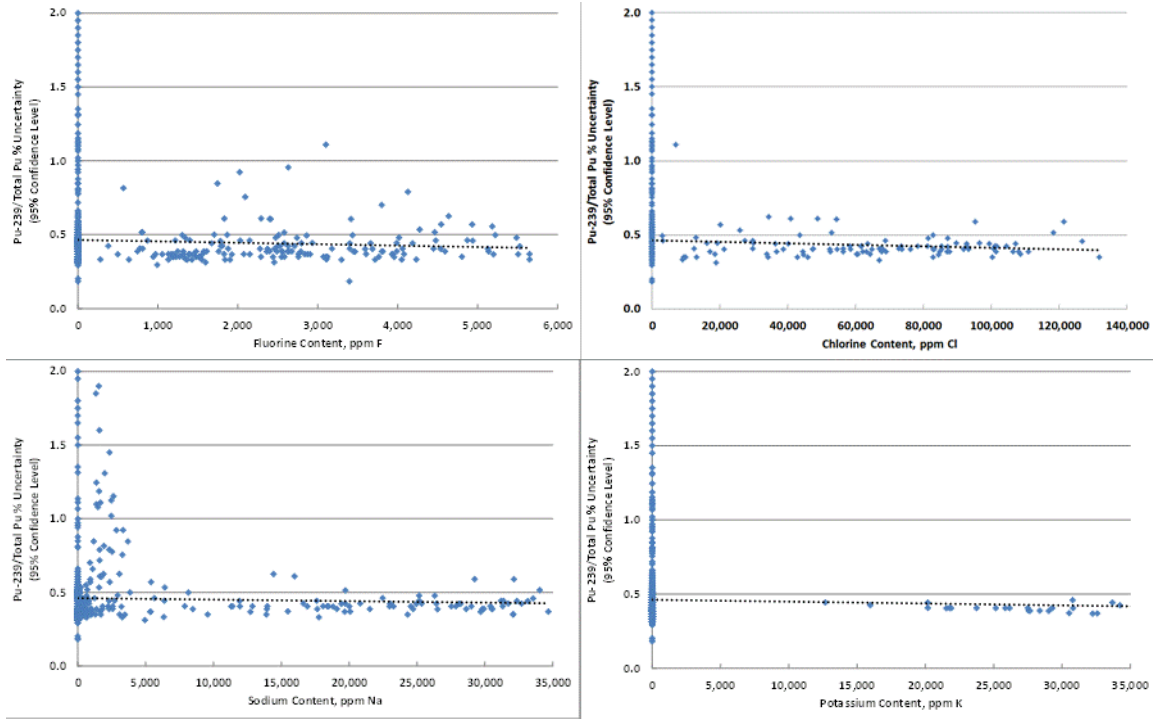 2.0
1.5
1.0
0.5
0.0
Pu-239/Total Pu % Uncertainty
(95% Confidence Level)
0 1,000 2,000 3,000 4,000 5,000 6,000
Fluorine Content, ppm F
2.0
1.5
1.0
0.5
0.0
Pu-239/Total Pu % Uncertainty
(95% Confidence Level)
0 20,000 40,000 60,000 80,000 100,000 120,000 140,000
Chlorine Content, ppm Cl
2.0
1.5
1.0
0.5
0.0
Pu-239/Total Pu % Uncertainty
(95% Confidence Level)
0 5,000 10,000 15,000 20,000 25,000 30,000 35,000
Sodium Content, ppm Na
2.0
1.5
1.0
0.5
0.0
Pu-239/Total Pu % Uncertainty
(95% Confidence Level)
0 5,000 10,000 15,000 20,000 25,000 30,000 35,000
Potassium Content, ppm K